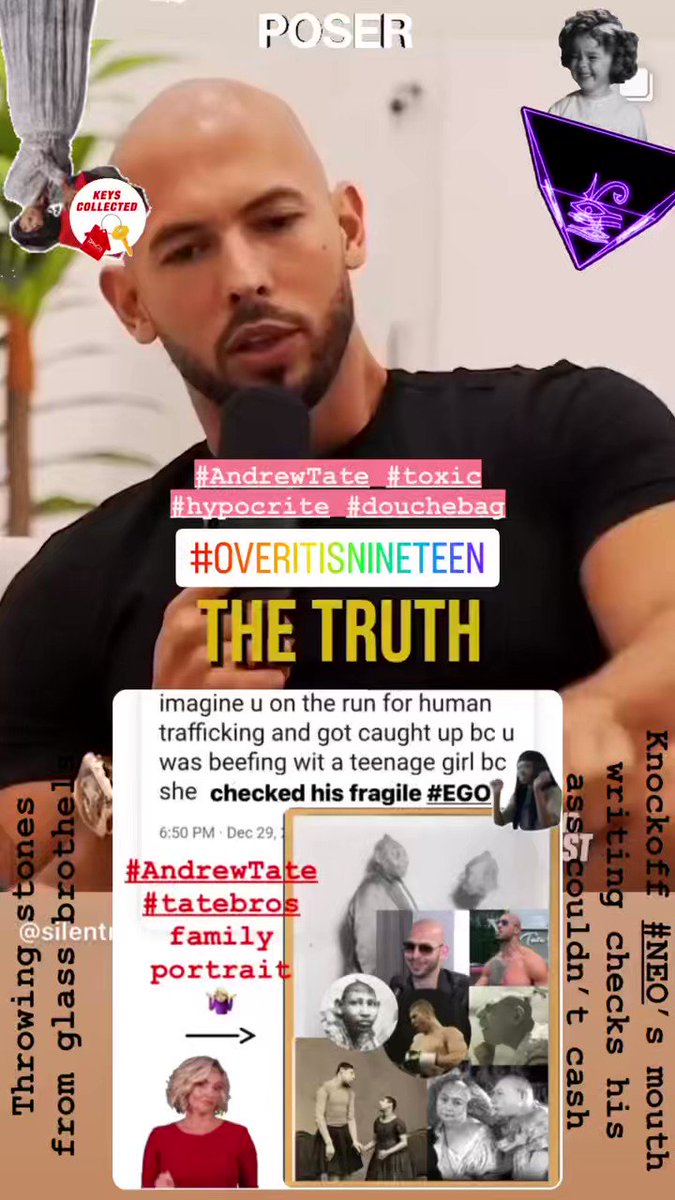 POSER
KEYS
COLLECTED
#AndrewTate #toxic
#hypocrite #douchebag
#OVERITISNINETEEN
THE TRUTH
imagine u on the run for human
trafficking and got caught up bc u
was beefing wit a teenage girl bc
she checked his fragile #EGO
6:50 PM · Dec 29,
#AndrewTate
#tatebros
family
portrait
@silentr
Throwing stones
from glass brothels
Knockoff #NEO's mouth
writing checks his
ass couldn't cash